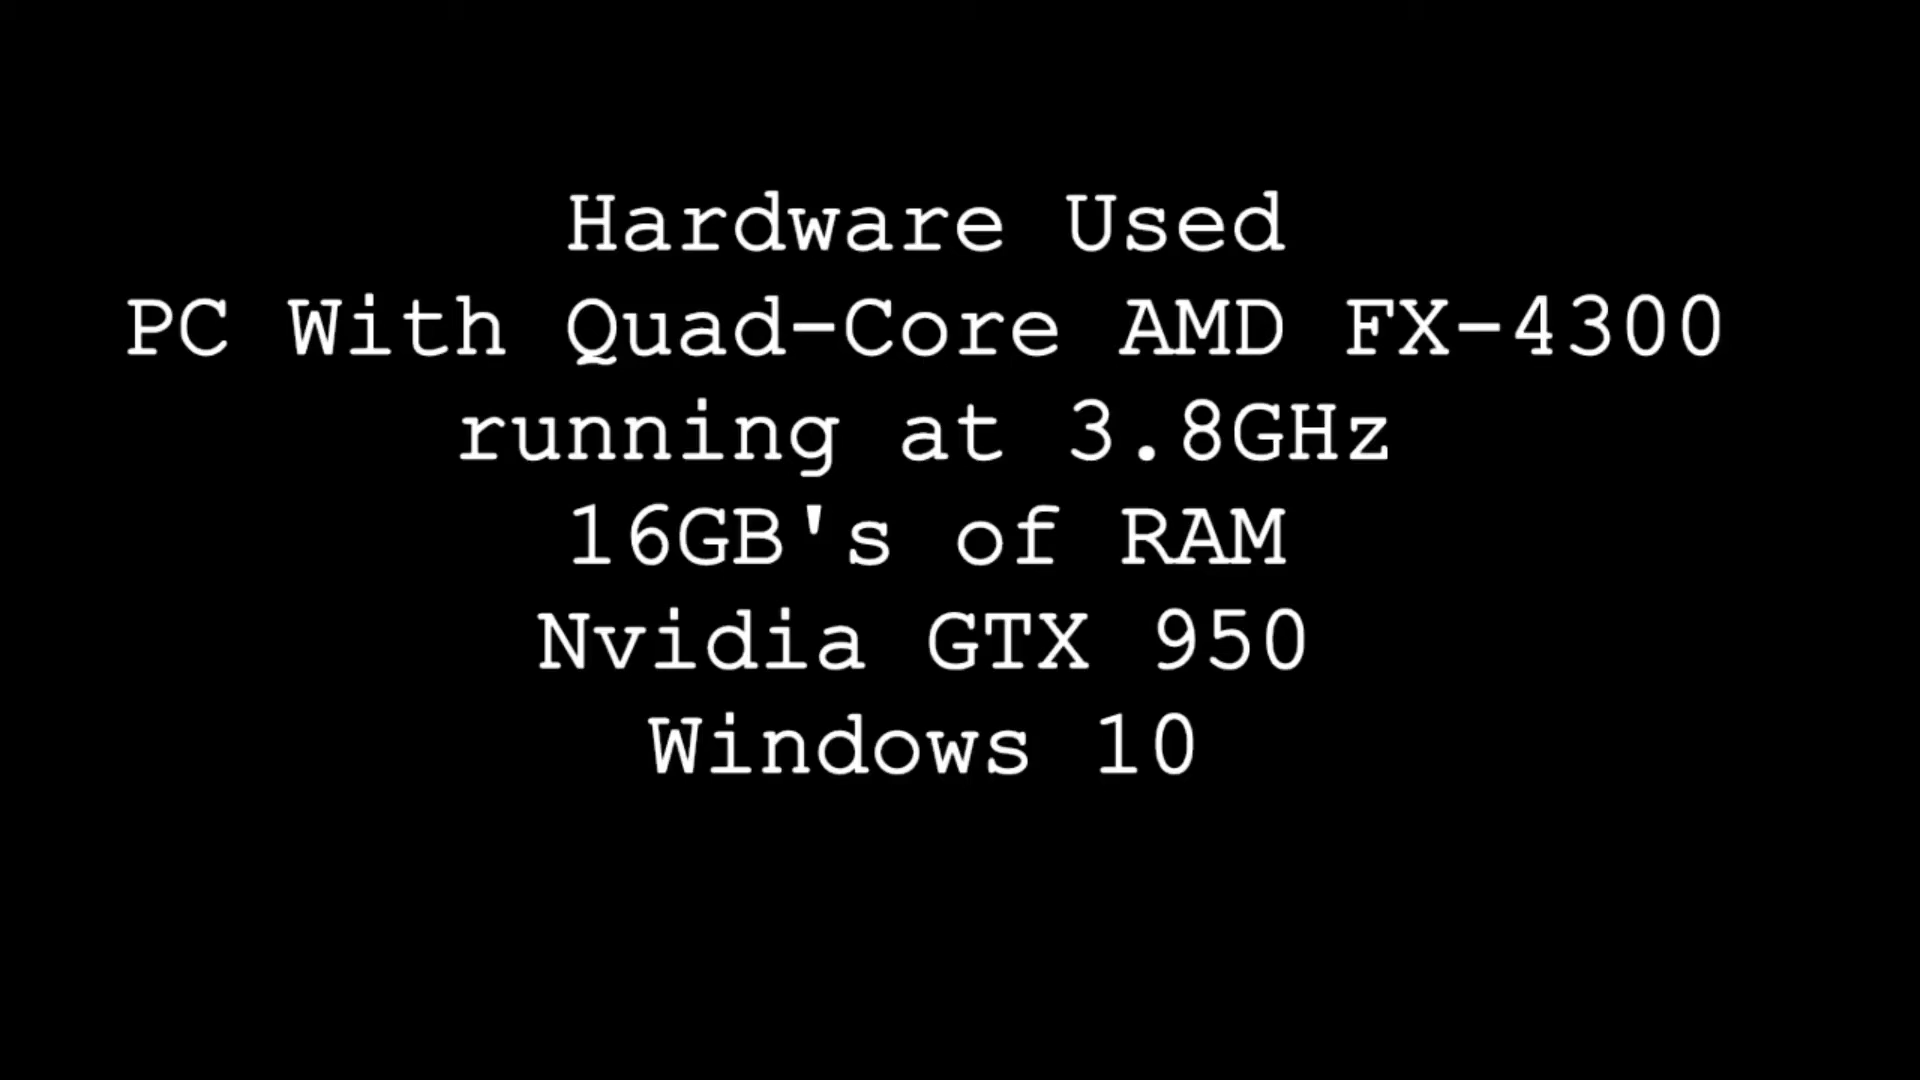 Hardware Used
PC With Quad-Core AMD FX-4300
running at 3.8GHz
16GB's of RAM
Nvidia GTX 950
Windows 10